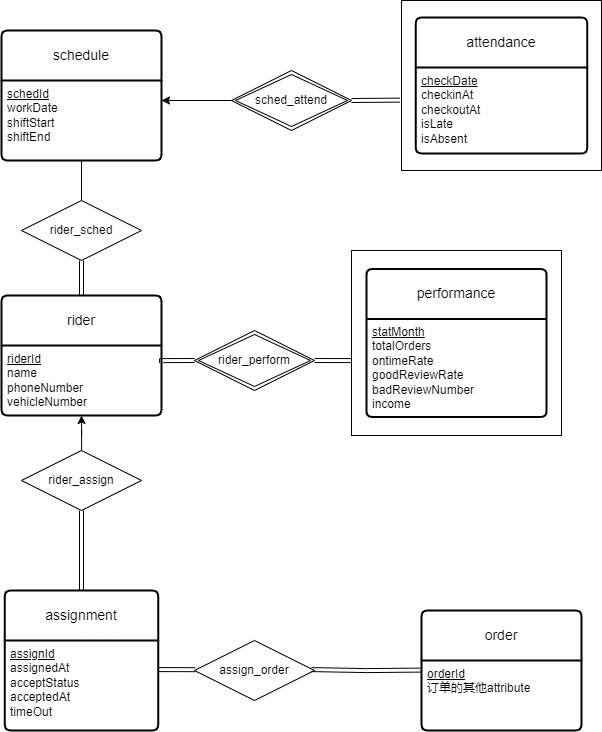 schedule
schedId
workDate
shiftStart
shiftEnd
sched_attend
attendance
checkDate
checkinAt
checkoutAt
isLate
isAbsent
rider_sched
rider
riderId
name
phoneNumber
vehicleNumber
rider_perform
performance
statMonth
totalOrders
ontimeRate
goodReviewRate
badReviewNumber
income
rider_assign
assignment
assignId
assignedAt
acceptStatus
acceptedAt
timeOut
assign_order
order
orderId
订单的其他attribute